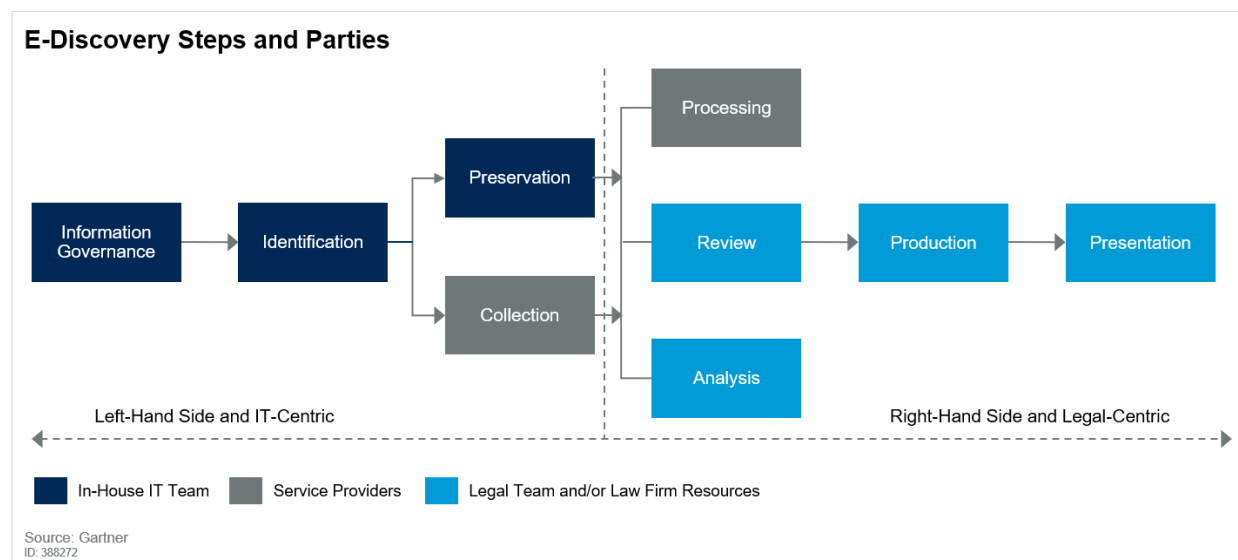 E-Discovery Steps and Parties
Processing
Preservation
Information
Governance
Identification
Review
Production
Presentation
Collection
Analysis
Left-Hand Side and IT-Centric
Right-Hand Side and Legal-Centric
In-House IT Team
Service Providers
Legal Team and/or Law Firm Resources
Source: Gartner
ID: 388272